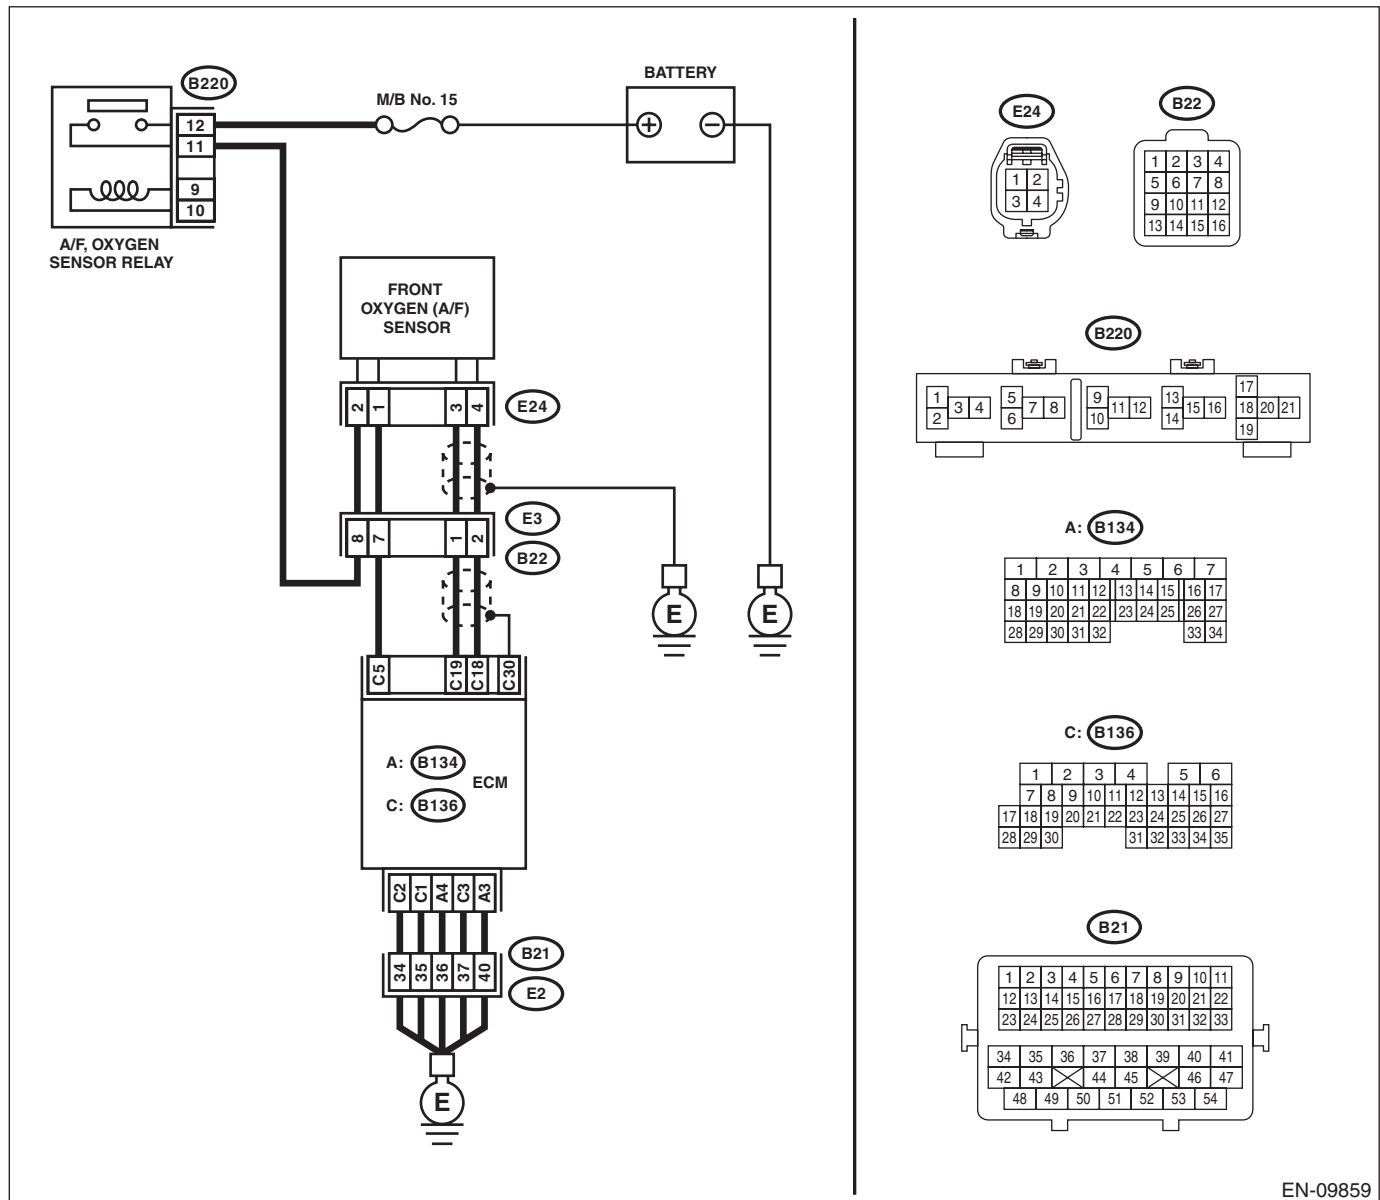 B220
M/B No. 15
BATTERY
12
11
9
10
A/F, OXYGEN
SENSOR RELAY
FRONT
OXYGEN (A/F)
SENSOR
2 1 3 4
E24
E3
8 7 1 2
B22
E
E
C5 C19 C18 C30
A: B134
ECM
C: B136
C2 C1 A4 C3 A3
B21
34 35 36 37 40
E2
E
E24
1 2
3 4
B22
1 2 3 4
5 6 7 8
9 10 11 12
13 14 15 16
B220
1 3 4 2
5 7 8 6
9 11 12 10
13 15 16 14
17 18 20 21 19
A: B134
1 2 3 4 5 6 7
8 9 10 11 12 13 14 15 16 17
18 19 20 21 22 23 24 25 26 27
28 29 30 31 32 33 34
C: B136
1 2 3 4 5 6
7 8 9 10 11 12 13 14 15 16
17 18 19 20 21 22 23 24 25 26 27
28 29 30 31 32 33 34 35
B21
1 2 3 4 5 6 7 8 9 10 11
12 13 14 15 16 17 18 19 20 21 22
23 24 25 26 27 28 29 30 31 32 33
34 35 36 37 38 39 40 41
42 43 44 45 46 47
48 49 50 51 52 53 54
EN-09859